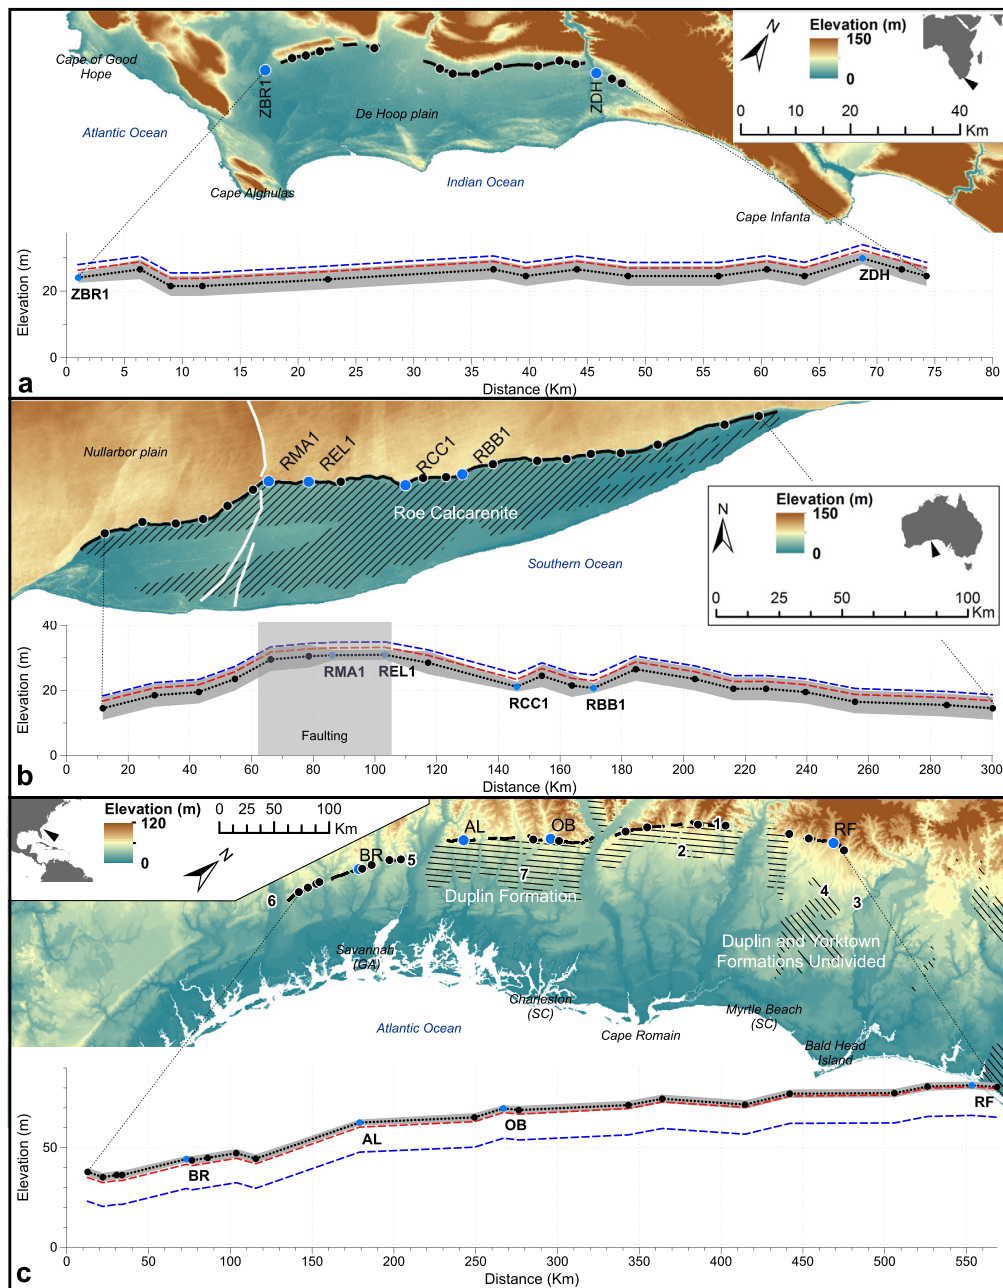 Cape of Good
Hope
Atlantic Ocean
ZBR1
De Hoop plain
ZDH
Cape Alghulas
Indian Ocean
Cape Infanta
N
Elevation (m)
150
0
0 10 20 40
Km
Elevation (m)
20
0
ZBR1
ZDH
0 5 10 15 20 25 30 35 40 45 50 55 60 65 70 75 80
Distance (Km)
a
Nullarbor plain
RMA1
REL1
RCC1
RBB1
Roe Calcarenite
Southern Ocean
N
Elevation (m)
150
0
0 25 50 75 100
Km
Elevation (m)
40
20
0
RMA1
REL1
RCC1
RBB1
Faulting
0 20 40 60 80 100 120 140 160 180 200 220 240 260 280 300
Distance (Km)
b
Elevation (m)
120
0
0 25 50 100
Km
N
BR
5
6
AL
OB
1
2
RF
7
4
3
Duplin Formation
Duplin and Yorktown
Formations Undivided
Savannah
(GA)
Charleston
(SC)
Cape Romain
Myrtle Beach
(SC)
Bald Head
Island
Atlantic Ocean
Elevation (m)
50
0
BR
AL
OB
RF
0 50 100 150 200 250 300 350 400 450 500 550
Distance (Km)
c